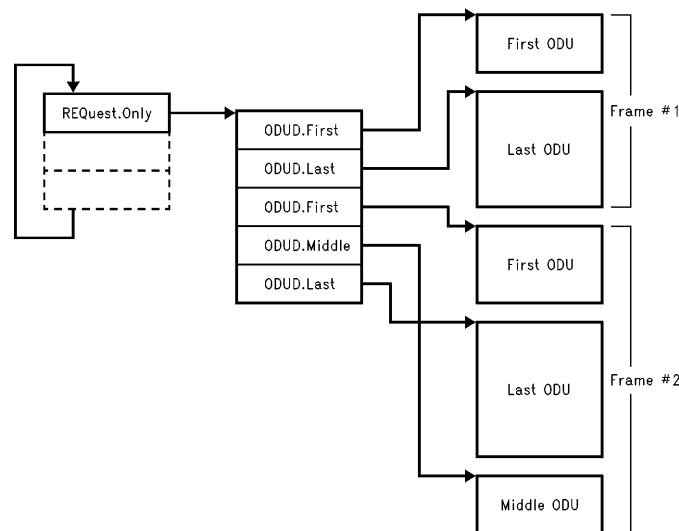 REQuest.Only
ODUD.First
ODUD.Last
ODUD.First
ODUD.Middle
ODUD.Last
First ODU
Last ODU
Frame #1
First ODU
Last ODU
Frame #2
Middle ODU